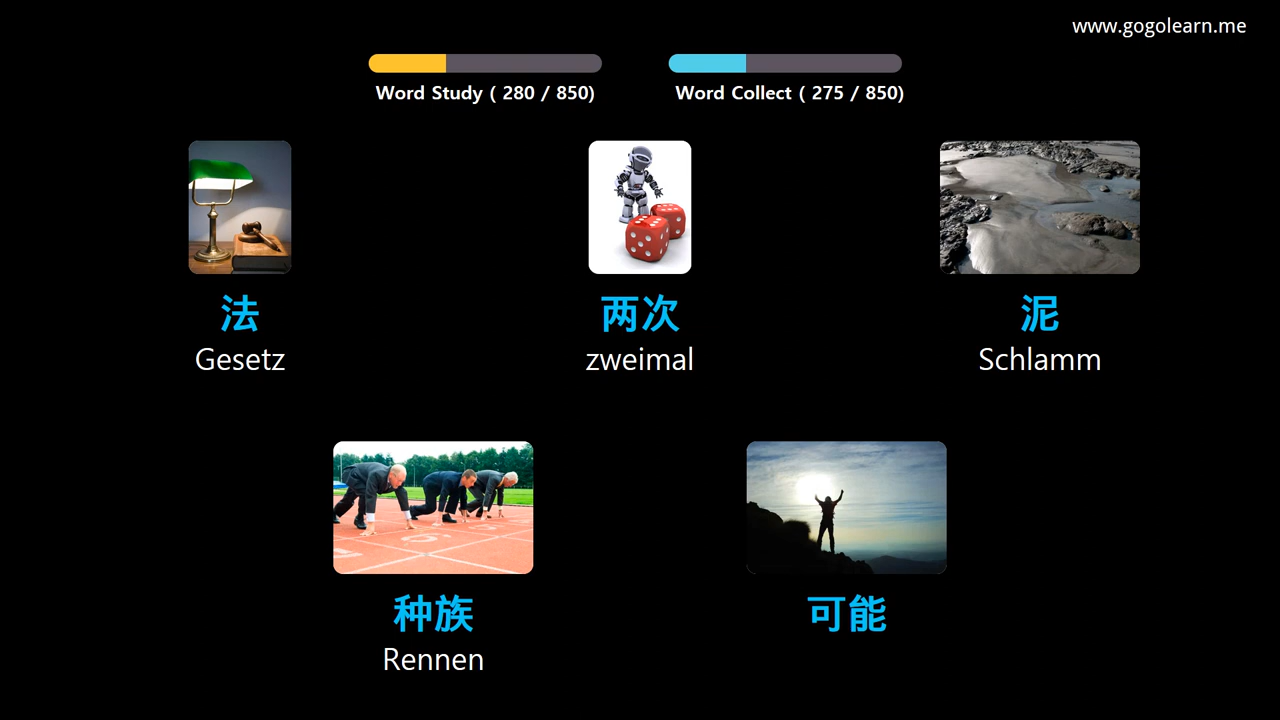 www.gogolearn.me
Word Study ( 280 / 850)
Word Collect ( 275 / 850)
法
Gesetz
两次
zweimal
泥
Schlamm
种族
Rennen
可能